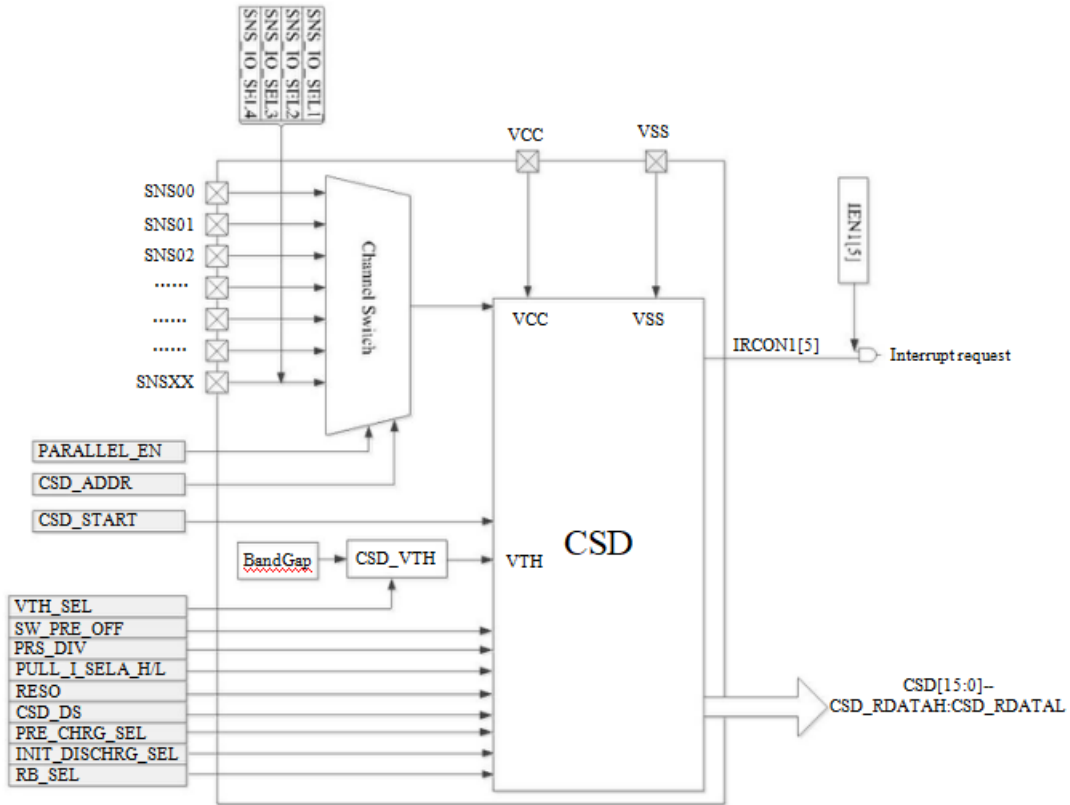 SNS_IO_SEL1
SNS_IO_SEL2
SNS_IO_SEL3
SNS_IO_SEL4
VCC
VSS
SNS00
SNS01
SNS02
......
......
......
SNSXX
Channel Switch
IEN1[5]
VCC
VSS
IRCON1[5]
Interrupt request
PARALLEL_EN
CSD_ADDR
CSD_START
BandGap
CSD_VTH
VTH
CSD
VTH_SEL
SW_PRE_OFF
PRS_DIV
PULL_I_SELA_H/L
RESO
CSD_DS
PRE_CHRG_SEL
INIT_DISCHRG_SEL
RB_SEL
CSD[15:0]--
CSD_RDATAH:CSD_RDATAL